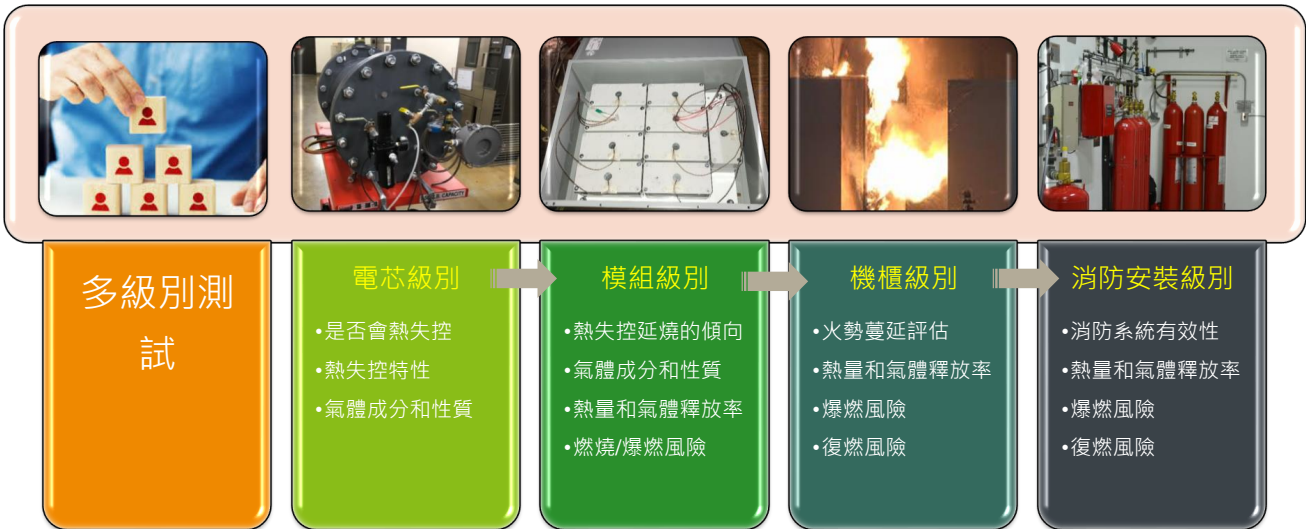 多級別測
試
電芯級別
•是否會熱失控
•熱失控特性
•氣體成分和性質
模組級別
•熱失控延燒的傾向
•氣體成分和性質
•熱量和氣體釋放率
•燃燒/爆燃風險
機櫃級別
•火勢蔓延評估
•熱量和氣體釋放率
•爆燃風險
•復燃風險
消防安裝級別
•消防系統有效性
•熱量和氣體釋放率
•爆燃風險
•復燃風險